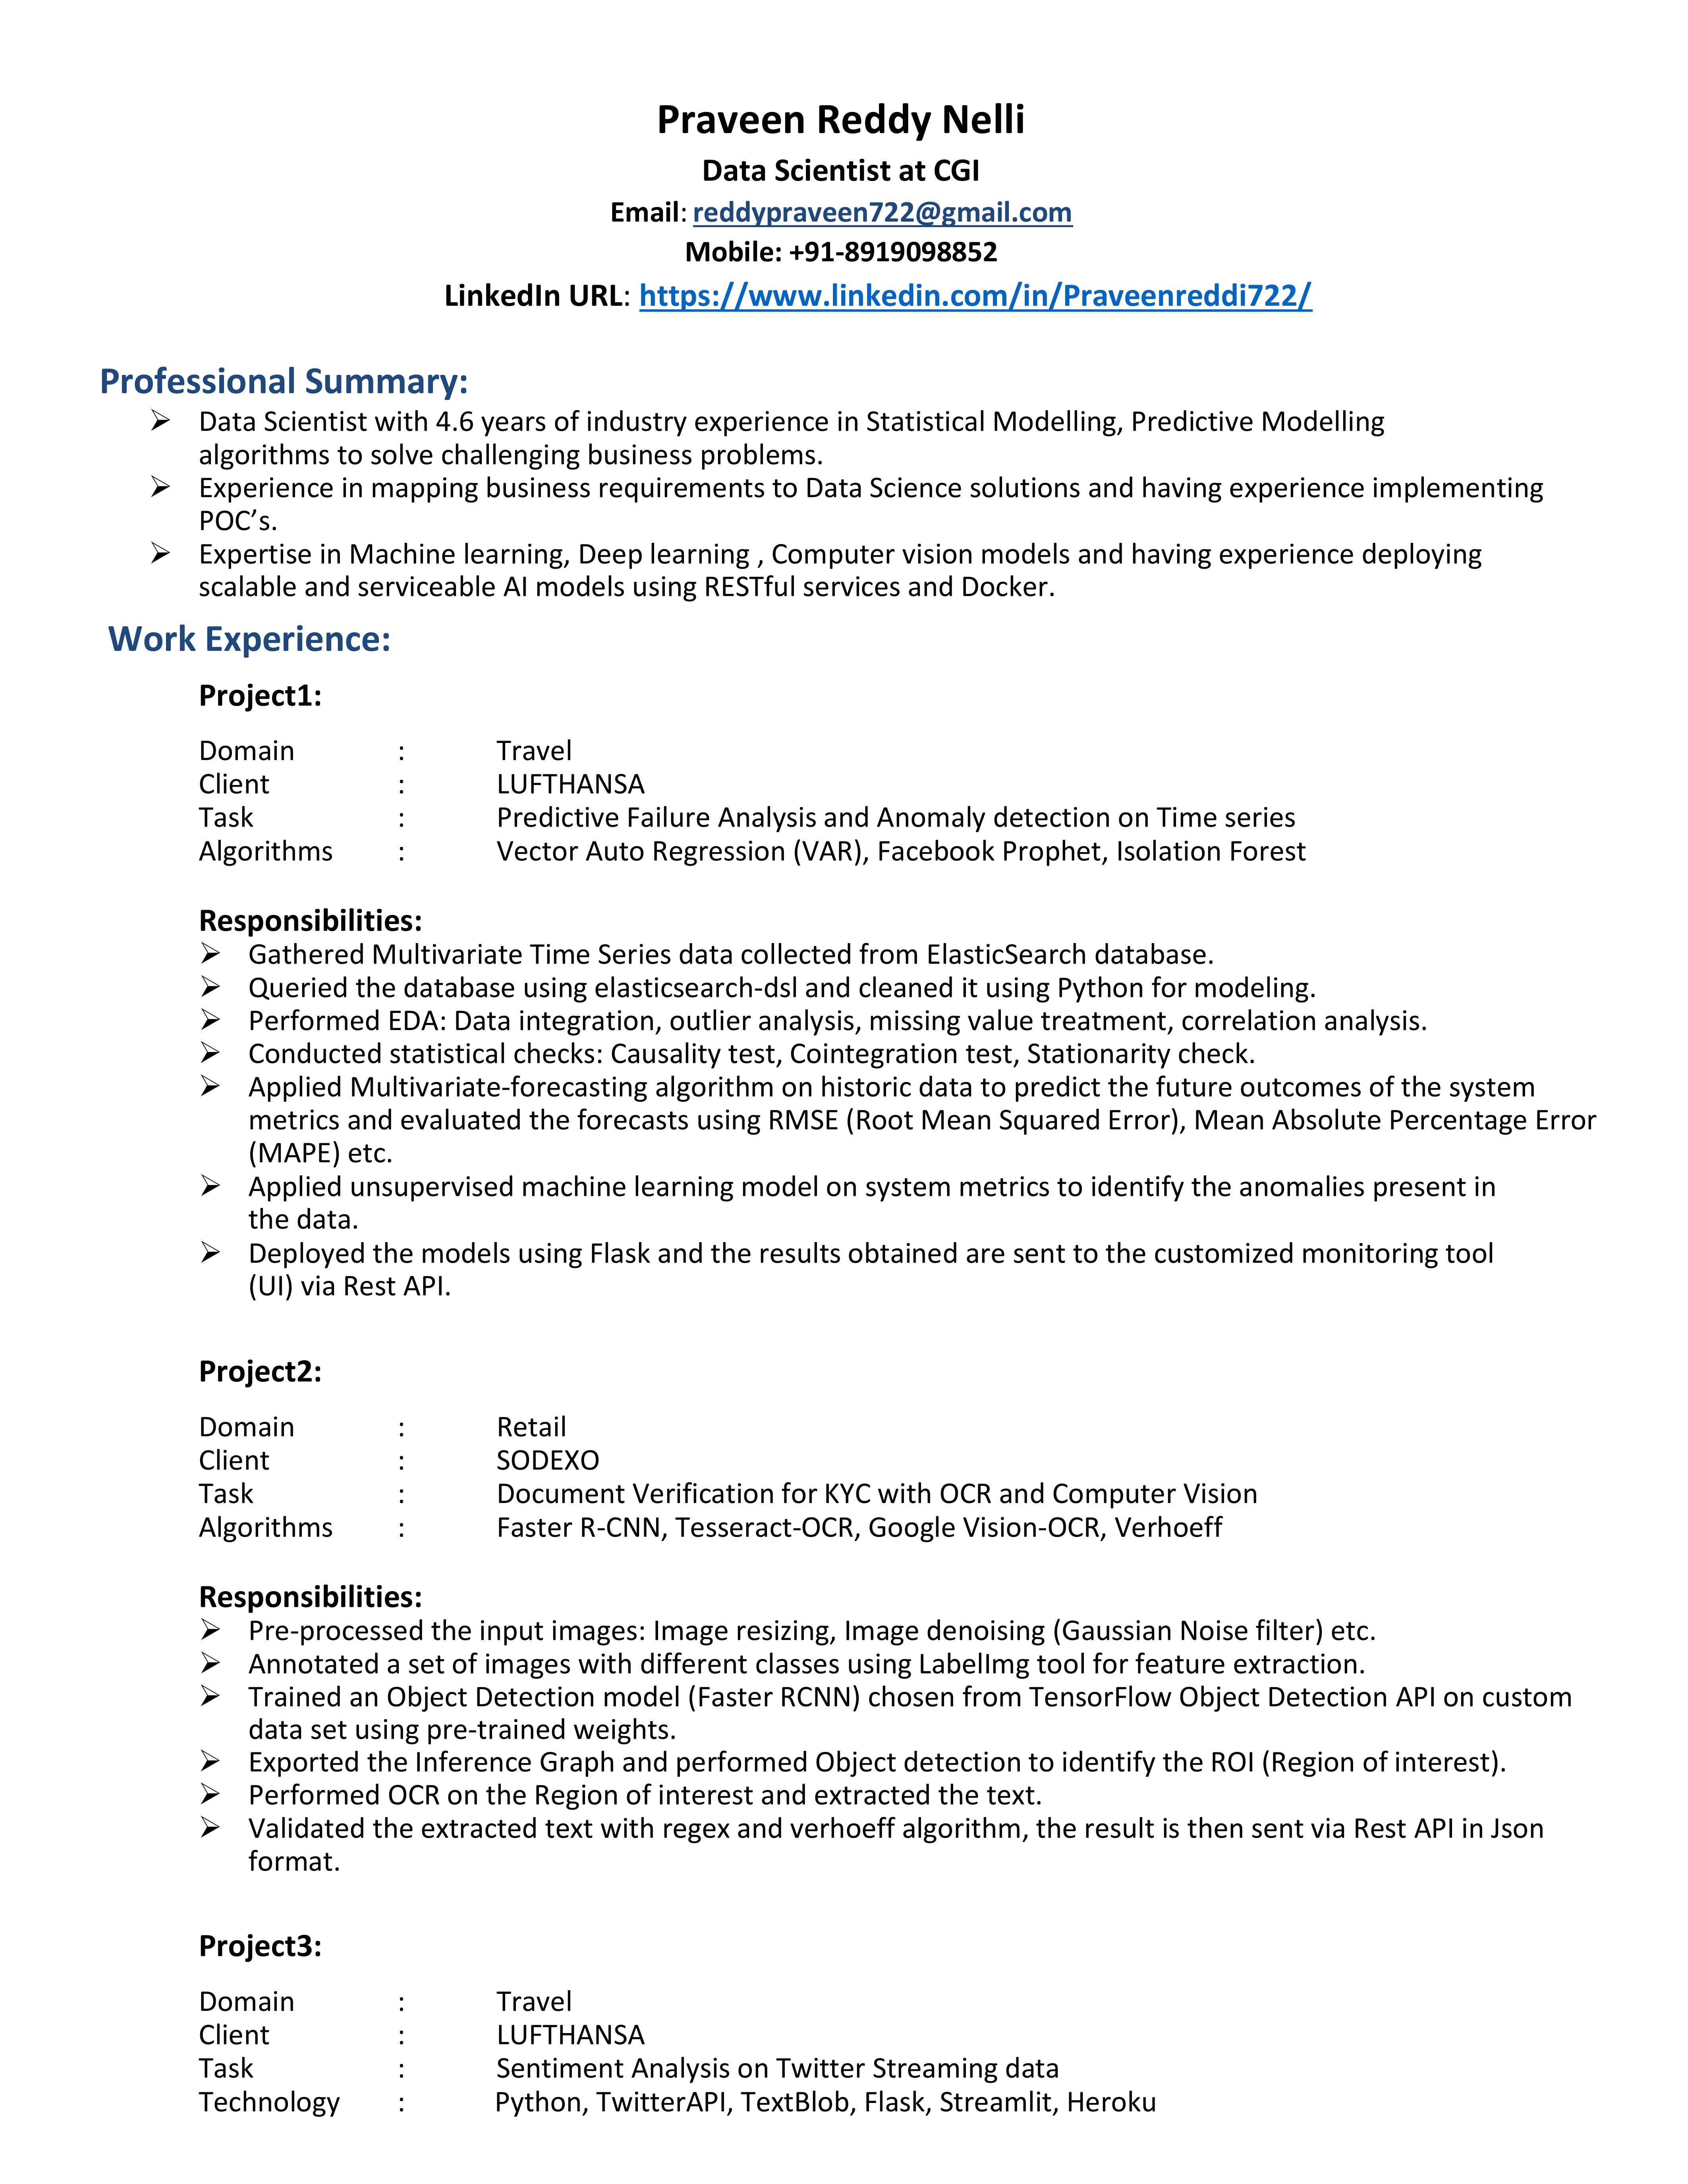 Praveen Reddy Nelli
Data Scientist at CGI
Email: reddypraveen722@gmail.com
Mobile: +91-8919098852
LinkedIn URL: https://www.linkedin.com/in/Praveenreddi722/
Professional Summary:
➢ Data Scientist with 4.6 years of industry experience in Statistical Modelling, Predictive Modelling
algorithms to solve challenging business problems.
➢ Experience in mapping business requirements to Data Science solutions and having experience implementing
POC’s.
➢ Expertise in Machine learning, Deep learning , Computer vision models and having experience deploying
scalable and serviceable AI models using RESTful services and Docker.
Work Experience:
Project1:
Domain : Travel
Client : LUFTHANSA
Task : Predictive Failure Analysis and Anomaly detection on Time series
Algorithms : Vector Auto Regression (VAR), Facebook Prophet, Isolation Forest
Responsibilities:
➢ Gathered Multivariate Time Series data collected from ElasticSearch database.
➢ Queried the database using elasticsearch-dsl and cleaned it using Python for modeling.
➢ Performed EDA: Data integration, outlier analysis, missing value treatment, correlation analysis.
➢ Conducted statistical checks: Causality test, Cointegration test, Stationarity check.
➢ Applied Multivariate-forecasting algorithm on historic data to predict the future outcomes of the system
metrics and evaluated the forecasts using RMSE (Root Mean Squared Error), Mean Absolute Percentage Error
(MAPE) etc.
➢ Applied unsupervised machine learning model on system metrics to identify the anomalies present in
the data.
➢ Deployed the models using Flask and the results obtained are sent to the customized monitoring tool
(UI) via Rest API.
Project2:
Domain : Retail
Client : SODEXO
Task : Document Verification for KYC with OCR and Computer Vision
Algorithms : Faster R-CNN, Tesseract-OCR, Google Vision-OCR, Verhoeff
Responsibilities:
➢ Pre-processed the input images: Image resizing, Image denoising (Gaussian Noise filter) etc.
➢ Annotated a set of images with different classes using LabelImg tool for feature extraction.
➢ Trained an Object Detection model (Faster RCNN) chosen from TensorFlow Object Detection API on custom
data set using pre-trained weights.
➢ Exported the Inference Graph and performed Object detection to identify the ROI (Region of interest).
➢ Performed OCR on the Region of interest and extracted the text.
➢ Validated the extracted text with regex and verhoeff algorithm, the result is then sent via Rest API in Json
format.
Project3:
Domain : Travel
Client : LUFTHANSA
Task : Sentiment Analysis on Twitter Streaming data
Technology : Python, TwitterAPI, TextBlob, Flask, Streamlit, Heroku